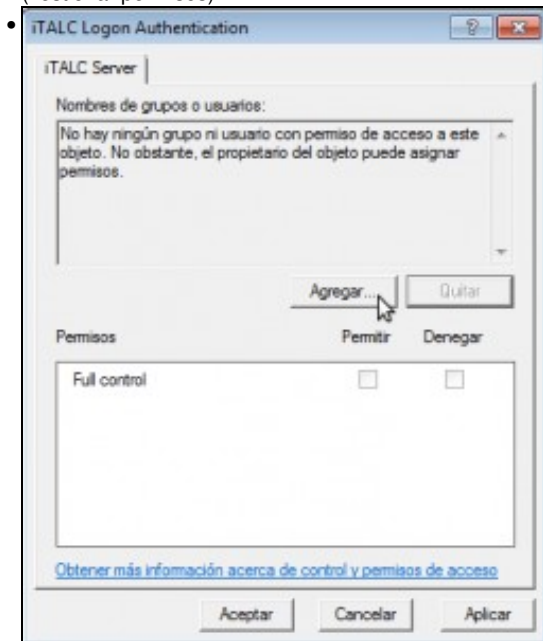 iTALC Logon Authentication
iTALC Server
Nombres de grupos o usuarios:
No hay ningún grupo ni usuario con permiso de acceso a este
objeto. No obstante, el propietario del objeto puede asignar
permisos.
Agregar...
Quitar
Permisos Permitir Denegar
Full control
Obtener más información acerca de control y permisos de acceso
Aceptar Cancelar Aplicar